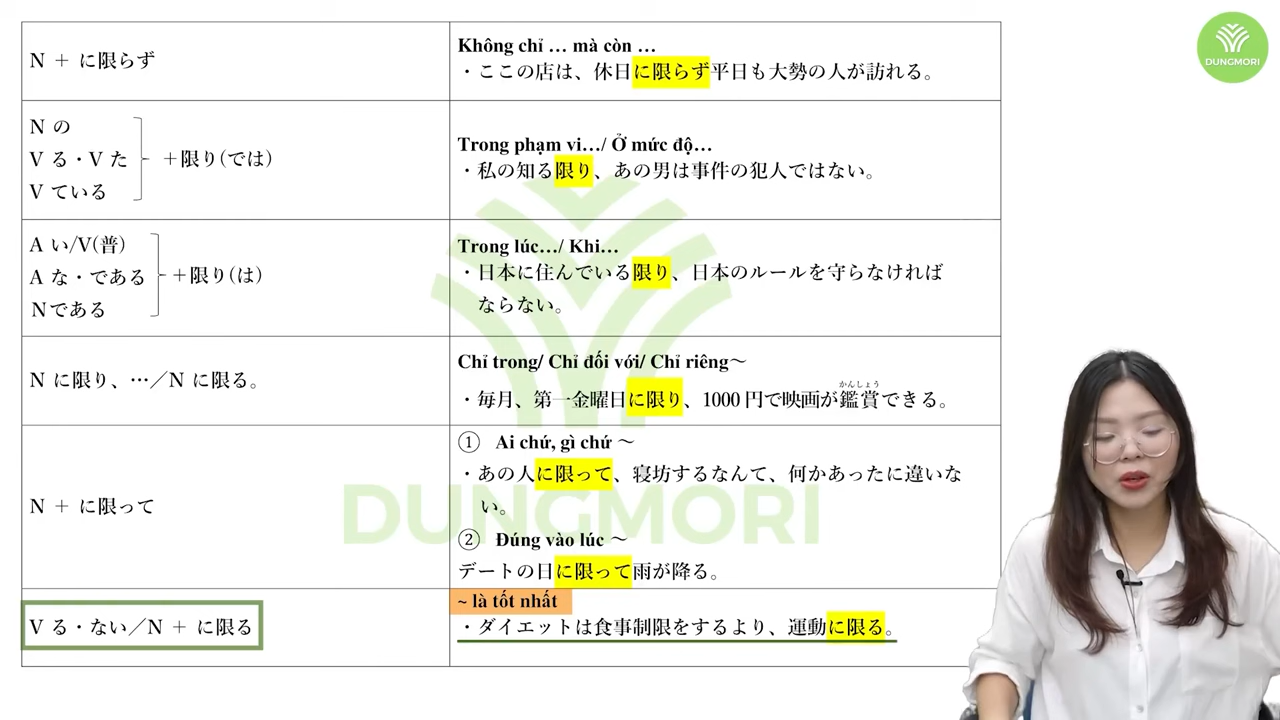 N ＋ に限らず
Không chỉ … mà còn …
・ここの店は、休日に限らず平日も大勢の人が訪れる。
N の
V る・V た
V ている
＋限り(では)
Trong phạm vi…/ Ở mức độ…
・私の知る限り、あの男は事件の犯人ではない。
A い/V(普)
A な・である
Nである
＋限り(は)
Trong lúc…/ Khi…
・日本に住んでいる限り、日本のルールを守らなければ
ならない。
N に限り、…／N に限る。
Chỉ trong/ Chỉ đối với/ Chỉ riêng～
かんしょう
・毎月、第一金曜日に限り、1000 円で映画が鑑賞できる。
N ＋ に限って
① Ai chứ, gì chứ ～
・あの人に限って、寝坊するなんて、何かあったに違いな
い。
② Đúng vào lúc ～
デートの日に限って雨が降る。
V る・ない／N ＋ に限る
~ là tốt nhất
・ダイエットは食事制限をするより、運動に限る。
DUNGMORI
DUNGMORI